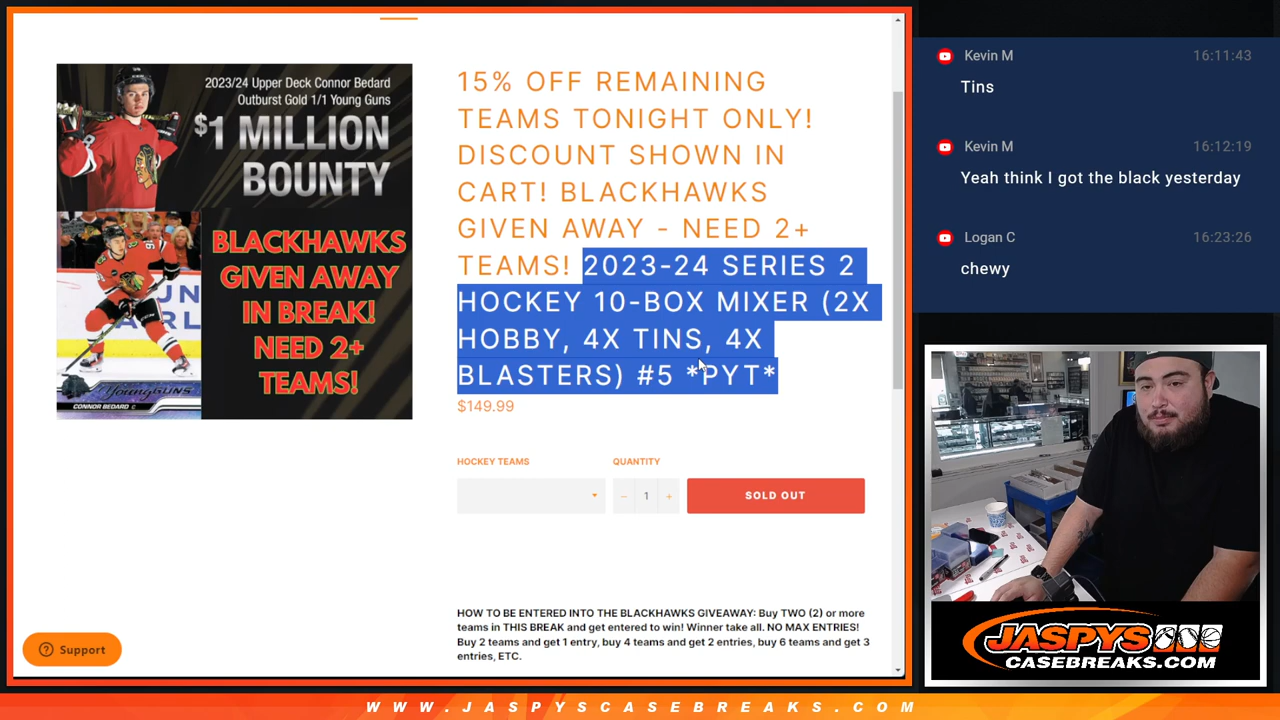 2023/24 Upper Deck Connor Bedard
Outburst Gold 1/1 Young Guns
$1 MILLION
BOUNTY
BLACKHAWKS
GIVEN AWAY
IN BREAK!
NEED 2+
TEAMS!
YoungGuns
CONNOR BEDARD C
15% OFF REMAINING
TEAMS TONIGHT ONLY!
DISCOUNT SHOWN IN
CART! BLACKHAWKS
GIVEN AWAY - NEED 2+
TEAMS! 2023-24 SERIES 2
HOCKEY 10-BOX MIXER (2X
HOBBY, 4X TINS, 4X
BLASTERS) #5 *PYT*
$149.99
HOCKEY TEAMS
QUANTITY
− 1 +
SOLD OUT
HOW TO BE ENTERED INTO THE BLACKHAWKS GIVEAWAY: Buy TWO (2) or more
teams in THIS BREAK and get entered to win! Winner take all. NO MAX ENTRIES!
Buy 2 teams and get 1 entry, buy 4 teams and get 2 entries, buy 6 teams and get 3
entries, ETC.
Support
Kevin M 16:11:43
Tins
Kevin M 16:12:19
Yeah think I got the black yesterday
Logan C 16:23:26
chewy
JASPYS
CASEBREAKS.COM
WWW.JASPYSCASEBREAKS.COM